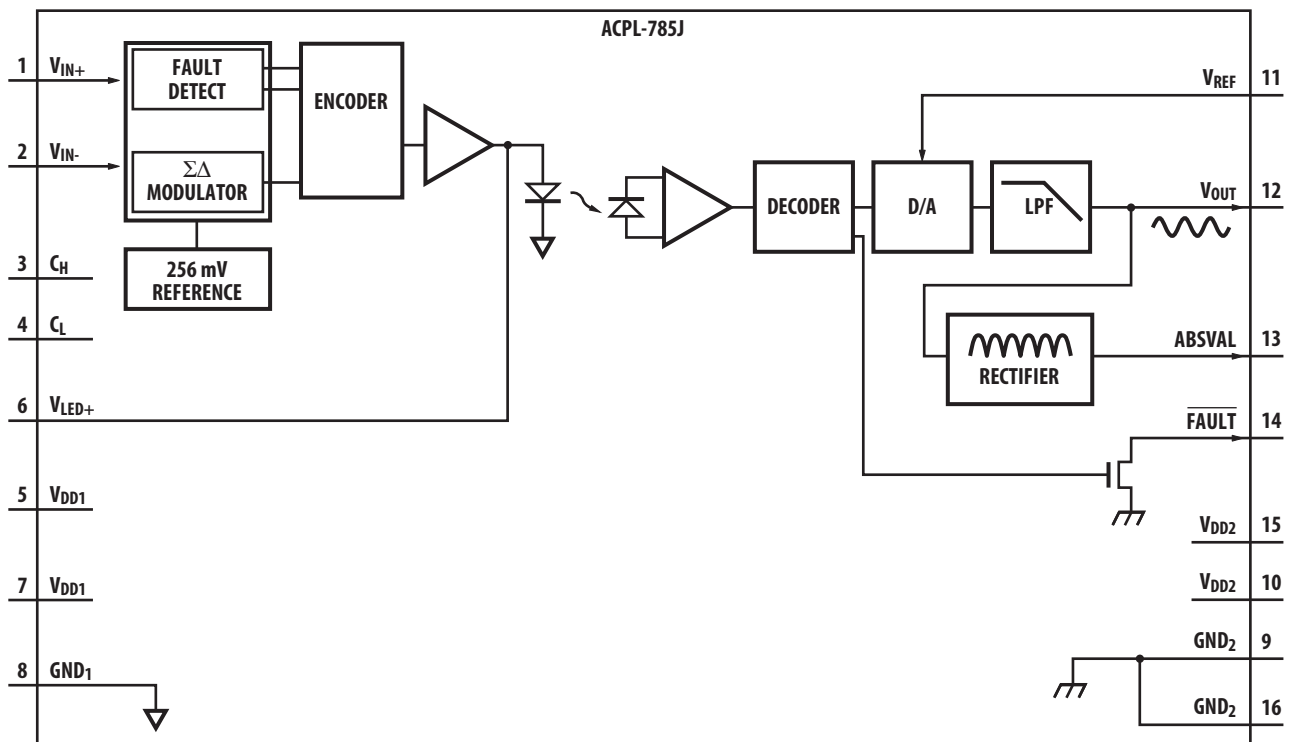 ACPL-785J
1 VIN+
2 VIN-
3 CH
4 CL
6 VLED+
5 VDD1
7 VDD1
8 GND1
FAULT
DETECT
ΣΔ
MODULATOR
256 mV
REFERENCE
ENCODER
DECODER
D/A
LPF
RECTIFIER
VREF 11
VOUT 12
ABSVAL 13
FAULT 14
VDD2 15
VDD2 10
GND2 9
GND2 16